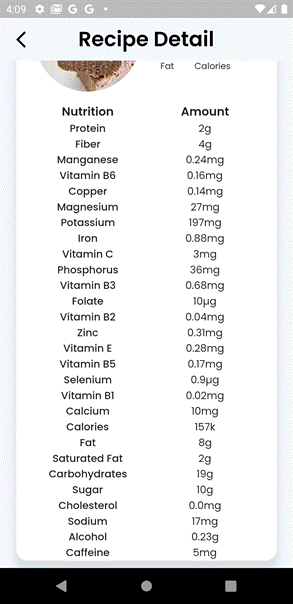 4:09 G G
Recipe Detail
Fat Calories
Nutrition Amount
Protein 2g
Fiber 4g
Manganese 0.24mg
Vitamin B6 0.16mg
Copper 0.14mg
Magnesium 27mg
Potassium 197mg
Iron 0.88mg
Vitamin C 3mg
Phosphorus 36mg
Vitamin B3 0.68mg
Folate 10µg
Vitamin B2 0.04mg
Zinc 0.31mg
Vitamin E 0.28mg
Vitamin B5 0.17mg
Selenium 0.9µg
Vitamin B1 0.02mg
Calcium 10mg
Calories 157k
Fat 8g
Saturated Fat 2g
Carbohydrates 19g
Sugar 10g
Cholesterol 0.0mg
Sodium 17mg
Alcohol 0.23g
Caffeine 5mg